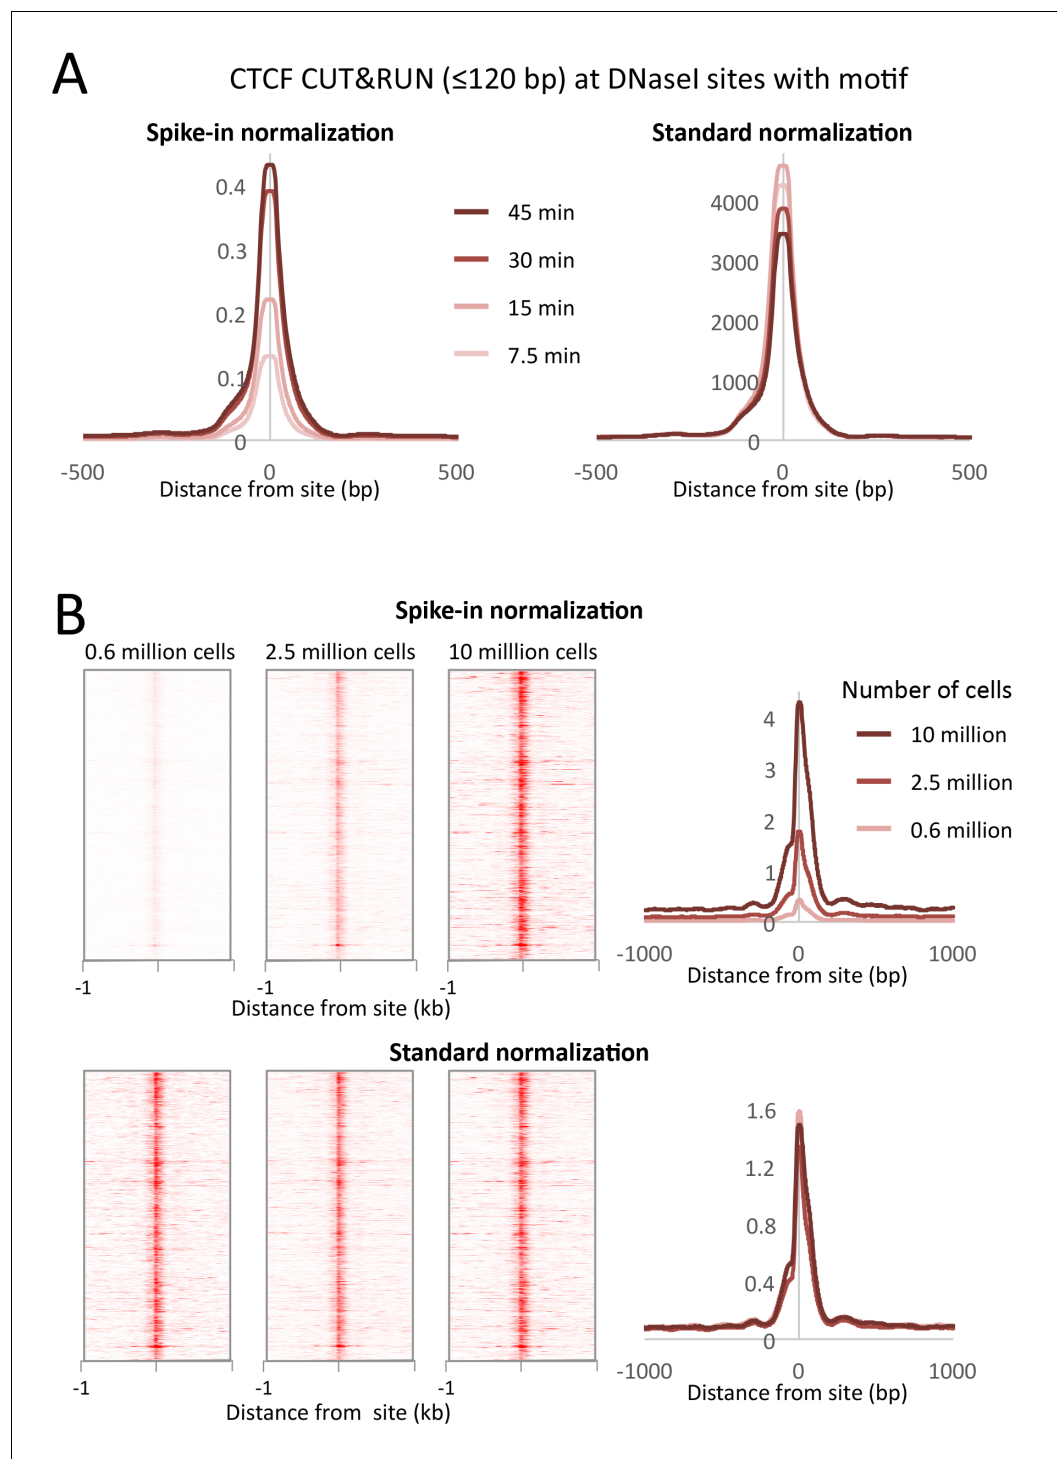 A
CTCF CUT&RUN (≤120 bp) at DNaseI sites with motif
Spike-in normalization
Standard normalization
0.4
0.3
0.2
0.1
0
-500
0
500
Distance from site (bp)
45 min
30 min
15 min
7.5 min
4000
3000
2000
1000
0
-500
0
500
Distance from site (bp)
B
Spike-in normalization
0.6 million cells
2.5 million cells
10 milllion cells
-1
-1
-1
Distance from site (kb)
Number of cells
10 million
2.5 million
0.6 million
4
3
2
1
0
-1000
0
1000
Distance from site (bp)
Standard normalization
-1
-1
-1
Distance from site (kb)
1.6
1.2
0.8
0.4
0
-1000
0
1000
Distance from site (bp)